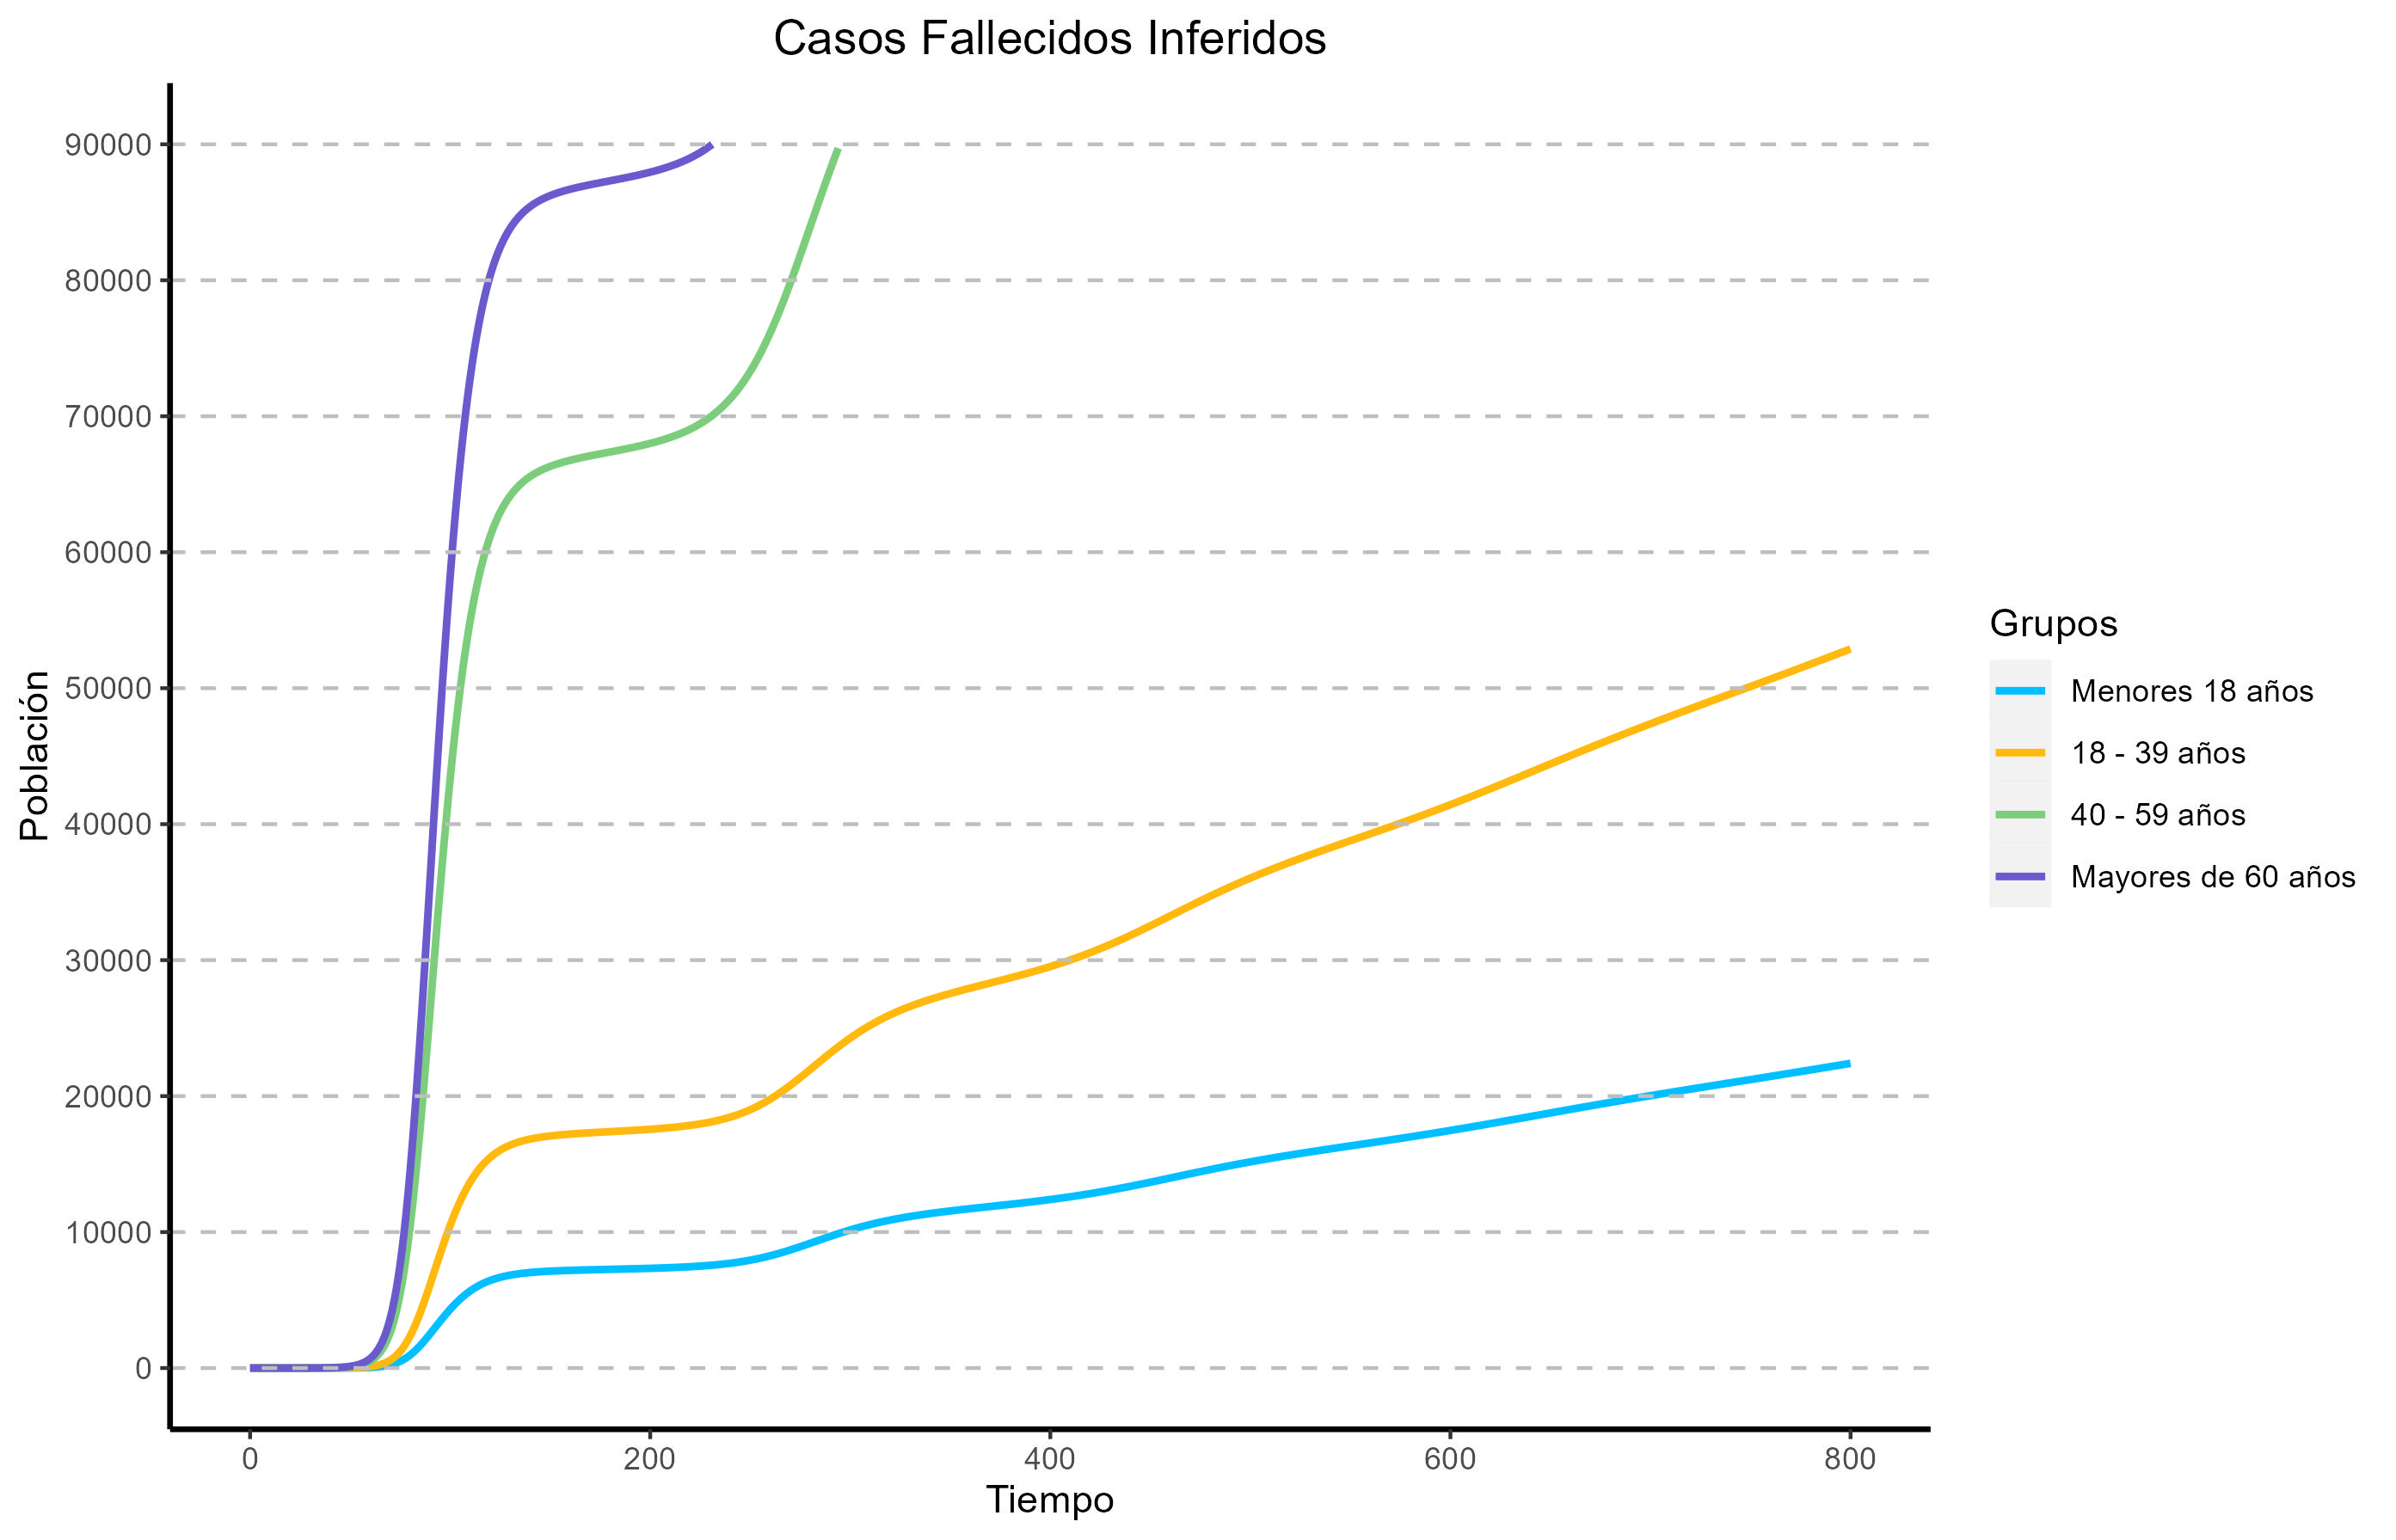 Casos Fallecidos Inferidos
Población
90000
80000
70000
60000
50000
40000
30000
20000
10000
0
0 200 400 600 800
Tiempo
Grupos
Menores 18 años
18 - 39 años
40 - 59 años
Mayores de 60 años